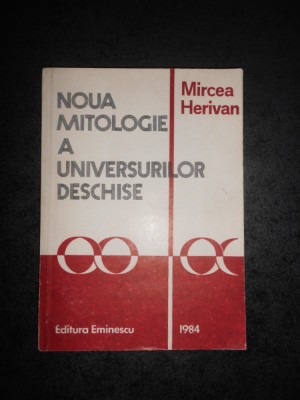 NOUA
MITOLOGIE
A
UNIVERSURILOR
DESCHISE
Mircea
Herivan
Editura Eminescu
1984